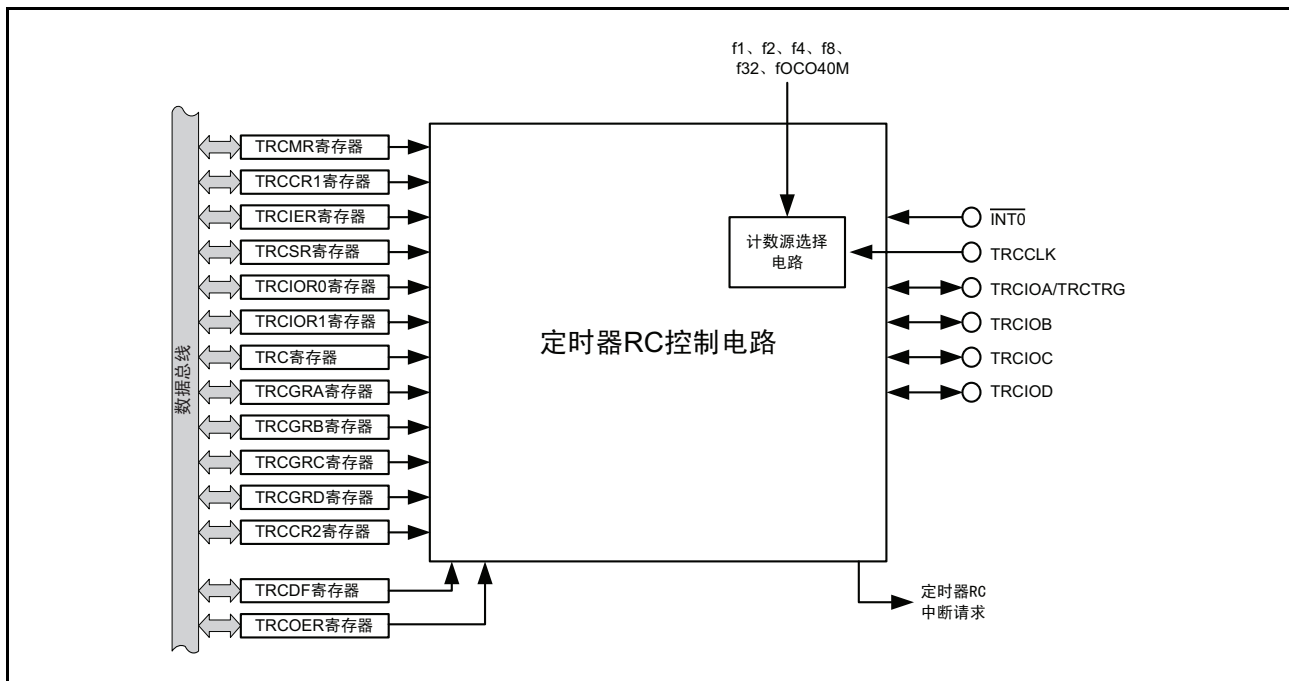 f1、f2、f4、f8、
f32、fOCO40M
数据总线
TRCMR寄存器
TRCCR1寄存器
TRCIER寄存器
TRCSR寄存器
TRCIOR0寄存器
TRCIOR1寄存器
TRC寄存器
TRCGRA寄存器
TRCGRB寄存器
TRCGRC寄存器
TRCGRD寄存器
TRCCR2寄存器
TRCDF寄存器
TRCOER寄存器
计数源选择
电路
定时器RC控制电路
INT0
TRCCLK
TRCIOA/TRCTRG
TRCIOB
TRCIOC
TRCIOD
定时器RC
中断请求